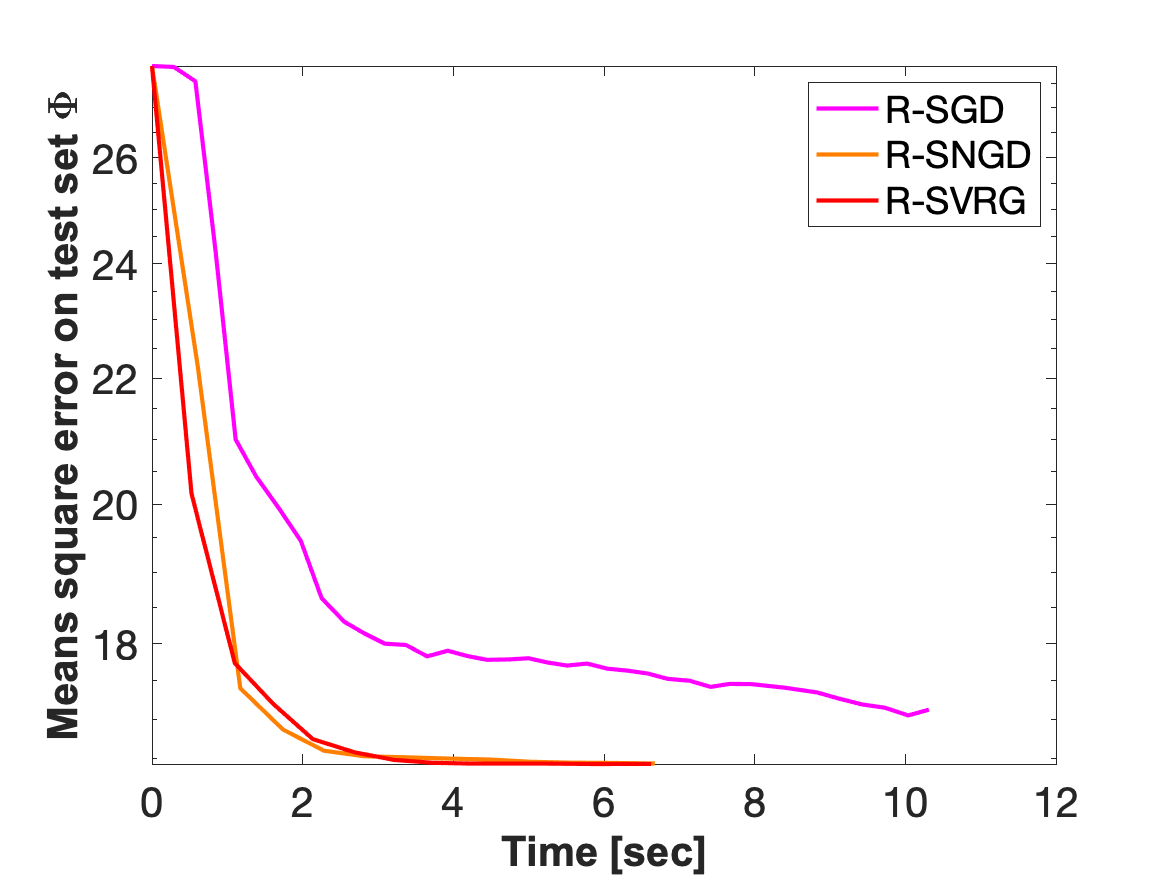 Means square error on test set Φ
26
24
22
20
18
R-SGD
R-SNGD
R-SVRG
0 2 4 6 8 10 12
Time [sec]